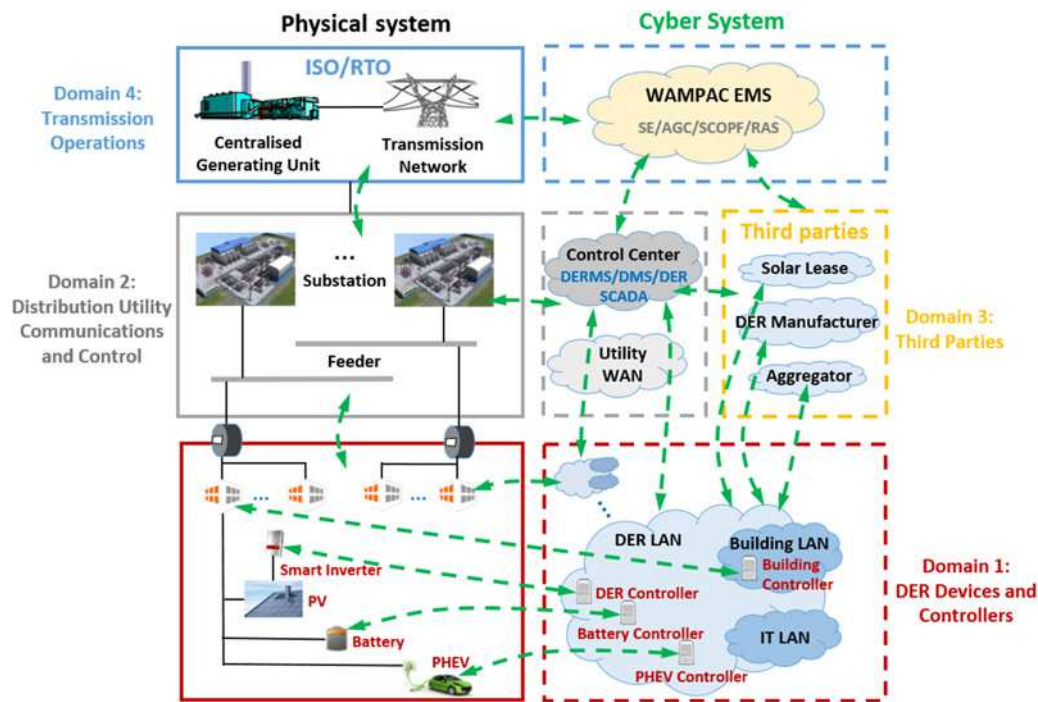 Physical system
Cyber System
Domain 4:
Transmission
Operations
ISO/RTO
Centralised
Generating Unit
Transmission
Network
WAMPAC EMS
SE/AGC/SCOPF/RAS
Domain 2:
Distribution Utility
Communications
and Control
...
Substation
Feeder
Control Center
DERMS/DMS/DER
SCADA
Utility
WAN
Third parties
Solar Lease
DER Manufacturer
Aggregator
Domain 3:
Third Parties
...
...
Smart Inverter
PV
Battery
PHEV
...
DER LAN
Building LAN
Building
Controller
DER Controller
Battery Controller
IT LAN
PHEV Controller
Domain 1:
DER Devices and
Controllers